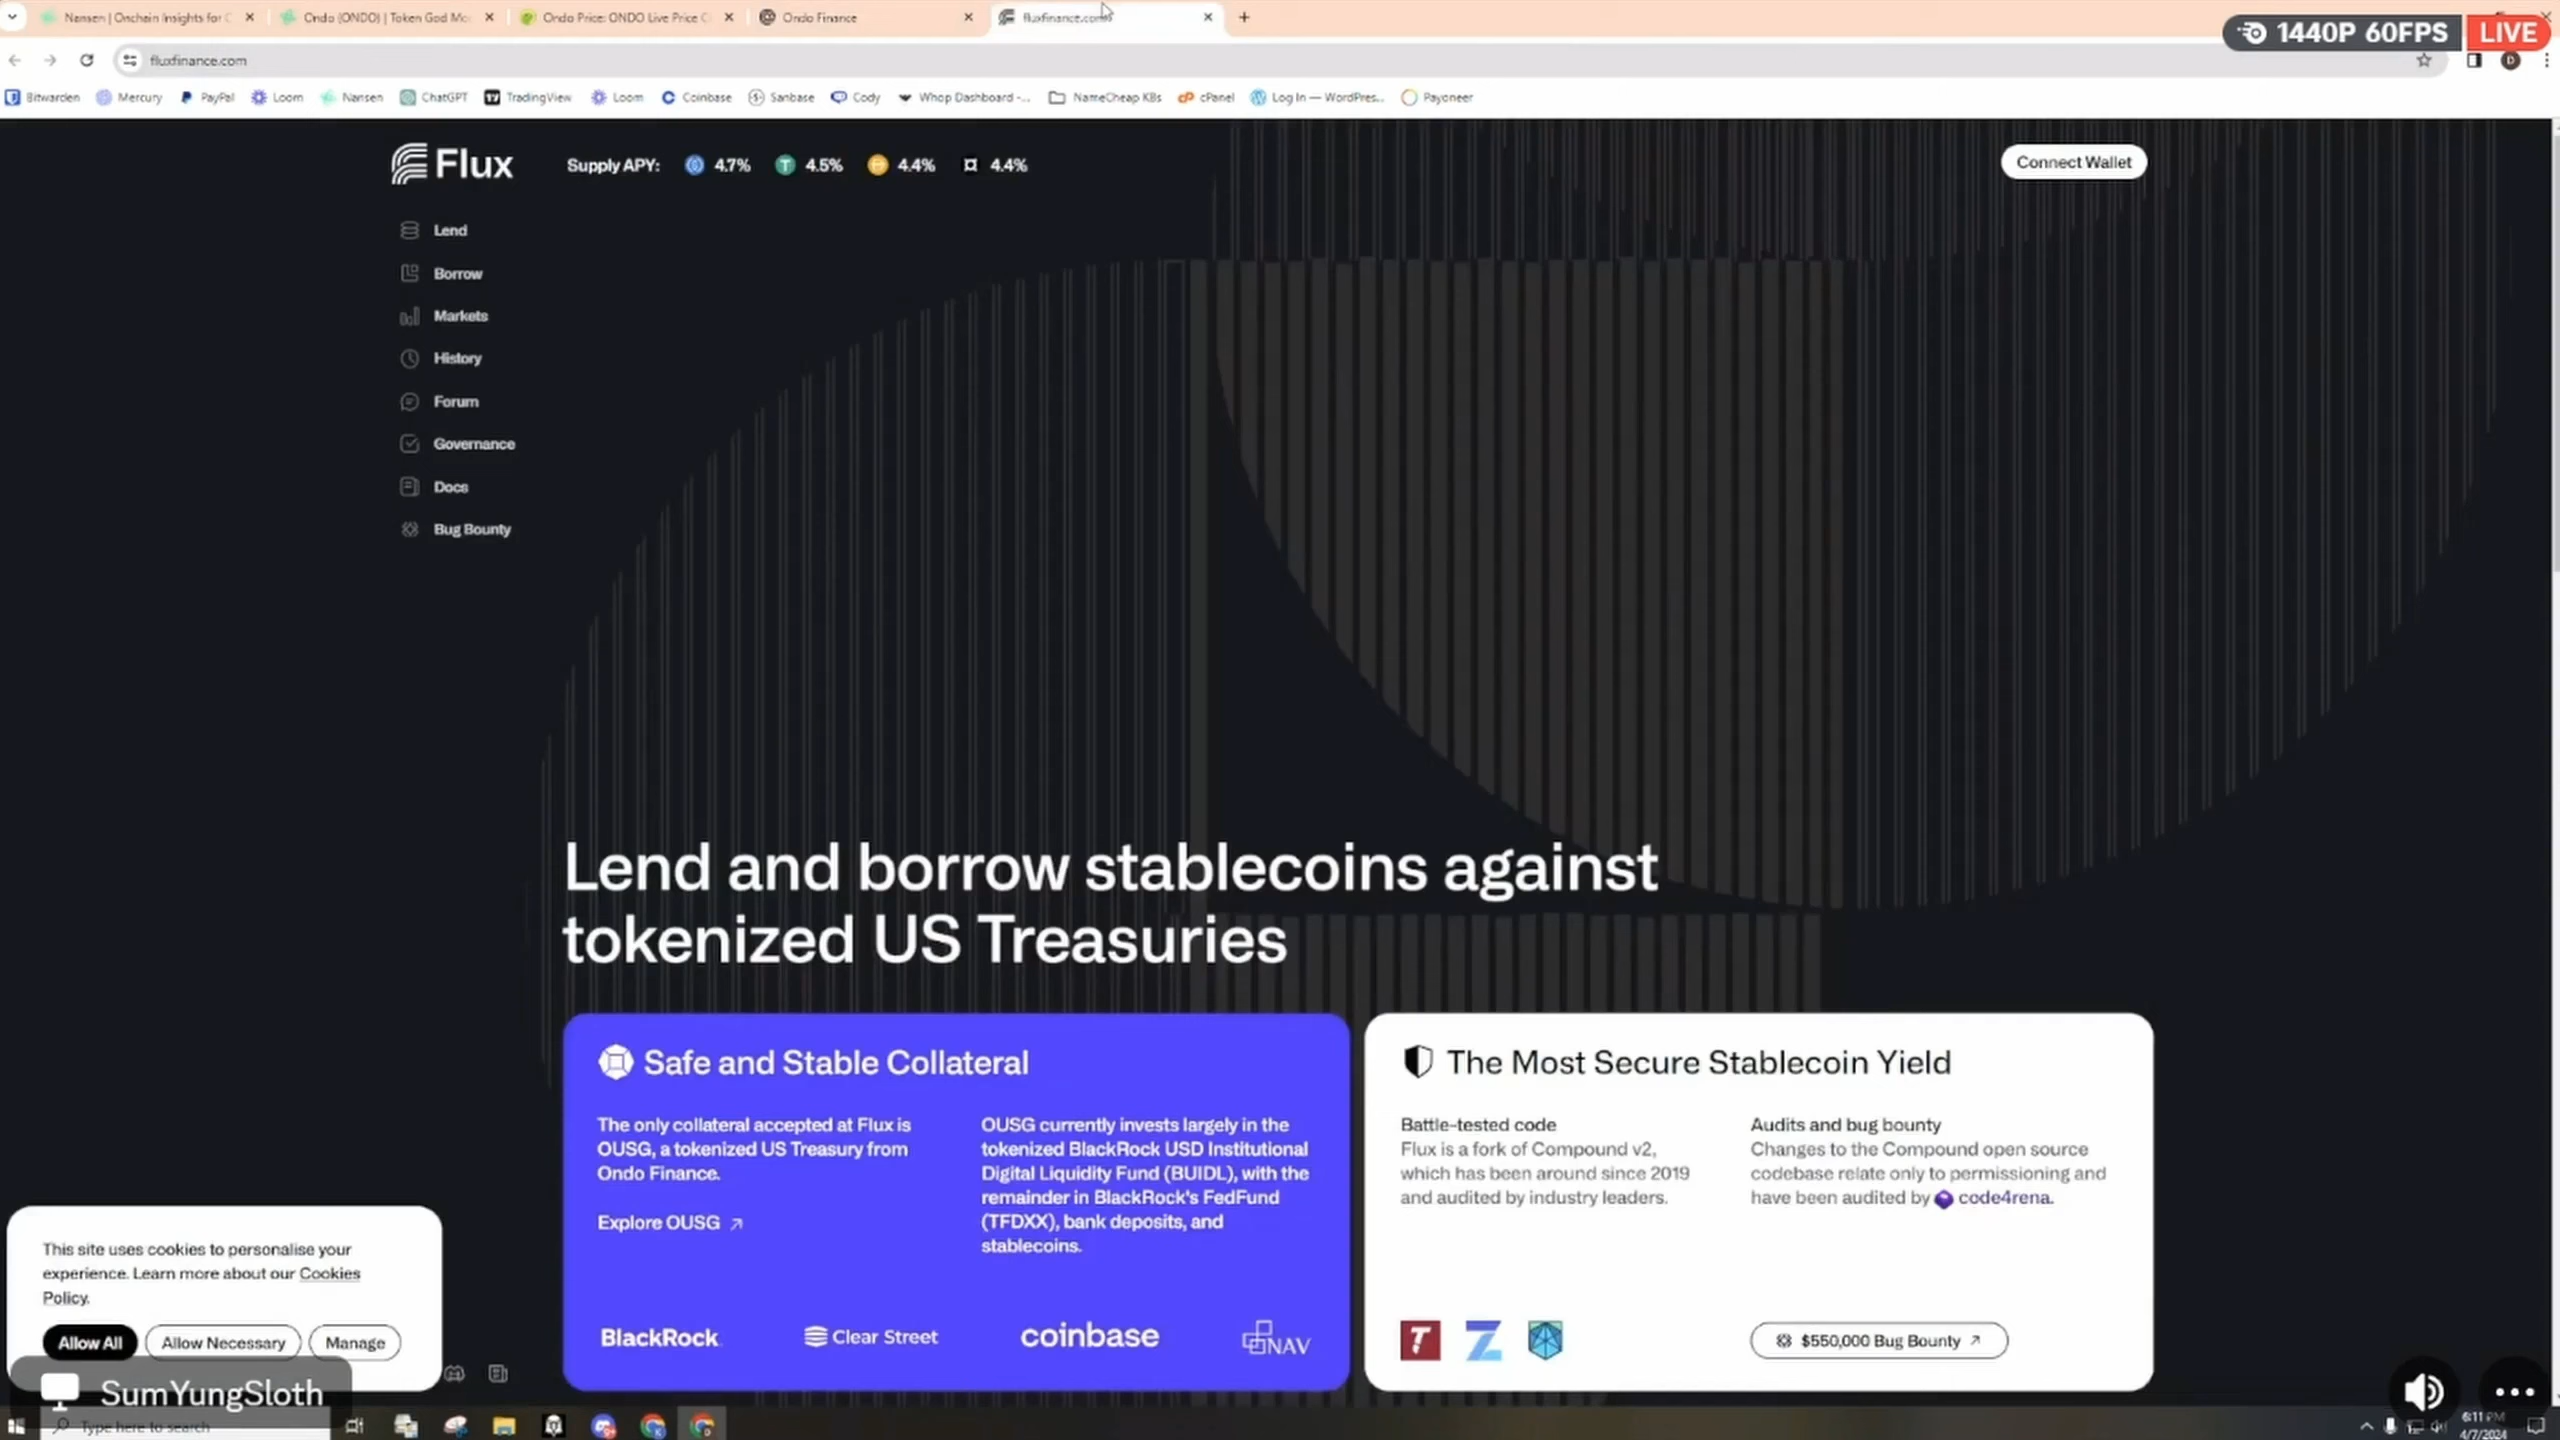 Nansen | Onchain Insights for C
Ondo (ONDO) | Token God Mo
Ondo Price: ONDO Live Price C
Ondo Finance
fluxfinance.com
1440P 60FPS
LIVE
fluxfinance.com
Bitwarden
Mercury
PayPal
Loom
Nansen
ChatGPT
TradingView
Loom
Coinbase
Sanbase
Cody
Whop Dashboard -...
NameCheap KBs
cPanel
Log In — WordPres...
Payoneer
Flux
Supply APY: 4.7% 4.5% 4.4% 4.4%
Connect Wallet
Lend
Borrow
Markets
History
Forum
Governance
Docs
Bug Bounty
Lend and borrow stablecoins against
tokenized US Treasuries
Safe and Stable Collateral
The only collateral accepted at Flux is
OUSG, a tokenized US Treasury from
Ondo Finance.
Explore OUSG
OUSG currently invests largely in the
tokenized BlackRock USD Institutional
Digital Liquidity Fund (BUIDL), with the
remainder in BlackRock's FedFund
(TFDXX), bank deposits, and
stablecoins.
BlackRock.
Clear Street
coinbase
NAV
The Most Secure Stablecoin Yield
Battle-tested code
Flux is a fork of Compound v2,
which has been around since 2019
and audited by industry leaders.
Audits and bug bounty
Changes to the Compound open source
codebase relate only to permissioning and
have been audited by code4rena.
$550,000 Bug Bounty
This site uses cookies to personalise your
experience. Learn more about our Cookies
Policy.
Allow All
Allow Necessary
Manage
SumYungSloth
Type here to search
6:11 PM
4/7/2024